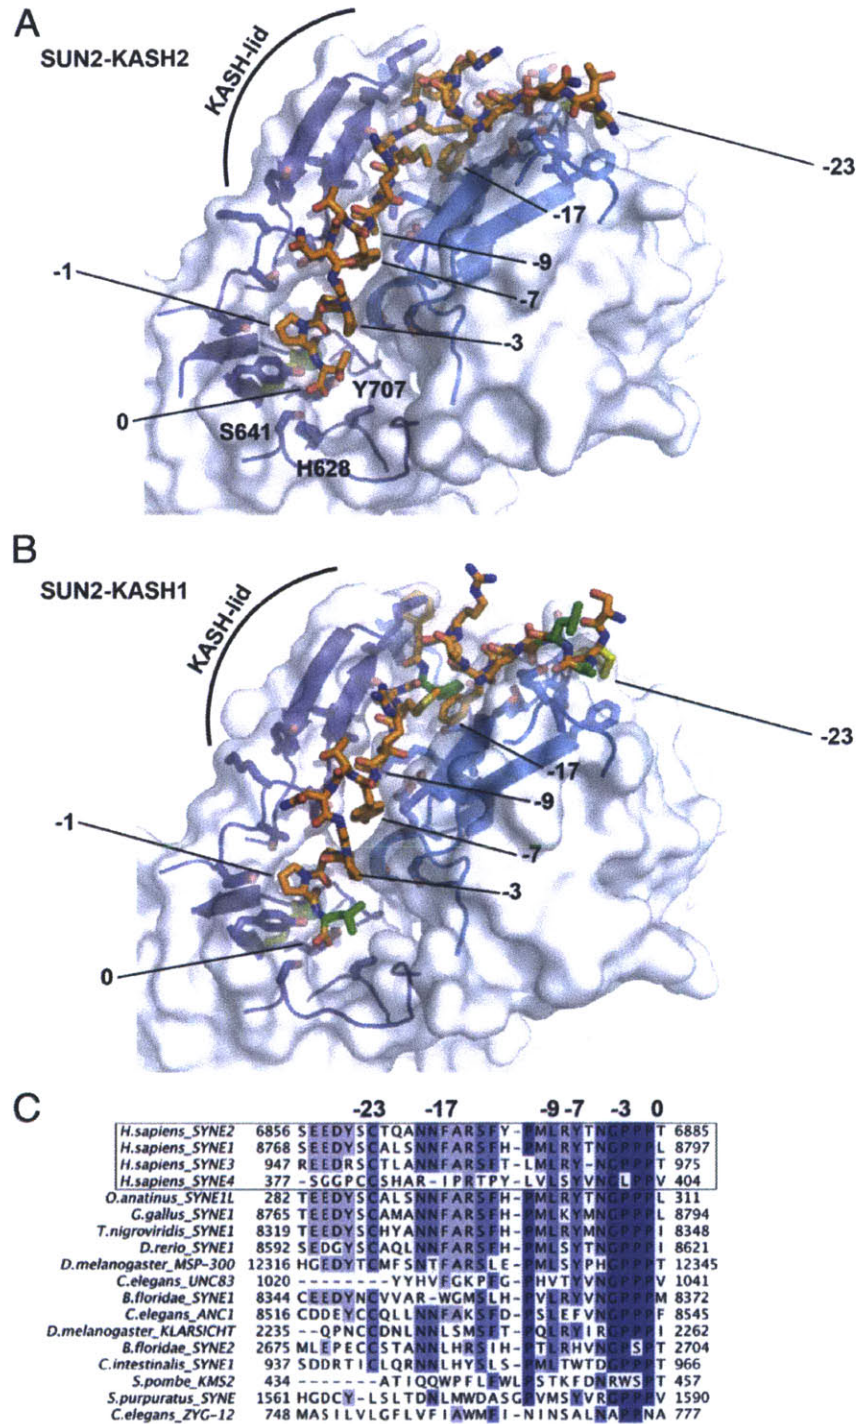 A
SUN2-KASH2
KASH-lid
-23
-17
-9
-1
-7
-3
Y707
0
S641
H628
B
SUN2-KASH1
KASH-lid
-23
-17
-9
-1
-7
-3
0
C
-23 -17 -9 -7 -3 0
H.sapiens_SYNE2 6856 SEEDYSCTQANNFARSFY-PMLRYTNGPPPT 6885
H.sapiens_SYNE1 8768 SEEDYSCALSNNFARSFH-PMLRYTNGPPPL 8797
H.sapiens_SYNE3 947 REEDRSCTLANNFARSFT-LMLRY-NGPPPT 975
H.sapiens_SYNE4 377 -SGGPCCSHAR-IPRTPY-LVLSYVNGLPPV 404
O.anatinus_SYNE1L 282 TEEDYSCALSNNFARSFH-PMLRYTNGPPPL 311
G.gallus_SYNE1 8765 TEEDYSCAMANNFARSFH-PMLKYMNGPPPL 8794
T.nigroviridis_SYNE1 8319 TEEDYSCHYANNFARSFH-PMLRYMNGPPPI 8348
D.rerio_SYNE1 8592 SEDGYSCAQLNNFARSFH-PMLSYTNGPPPI 8621
D.melanogaster_MSP-300 12316 HGEDYTCMFSNTFARSLE-PMLSYPHGPPPT 12345
C.elegans_UNC83 1020 --------YYHVFGKPFG-PHVTYVNGPPPV 1041
B.floridae_SYNE1 8344 CEEDYNCVVAR-WGMSLH-PVLRYVNGPPPM 8372
C.elegans_ANC1 8516 CDDEYCCQLLNNFAKSFD-PSLEFVNGPPPF 8545
D.melanogaster_KLARSICHT 2235 --QPNCCDNLNNLSMSFT-PQLRYIRGPPPI 2262
B.floridae_SYNE2 2675 MLEPECCSTANNLHRSIH-PTLRHVNGPSPT 2704
C.intestinalis_SYNE1 937 SDDRTICLQRNNLHYSLS-PMLTWTDGPPPT 966
S.pombe_KMS2 434 ------ATIQQWPFLFWLPSTKFDNRWSPT 457
S.purpuratus_SYNE 1561 HGDCY-LSLTDNLMWDASGPVMSYVRGPPPV 1590
C.elegans_ZYG-12 748 MASILVLGFLVFIAWMFI-NINSALNAPPNA 777